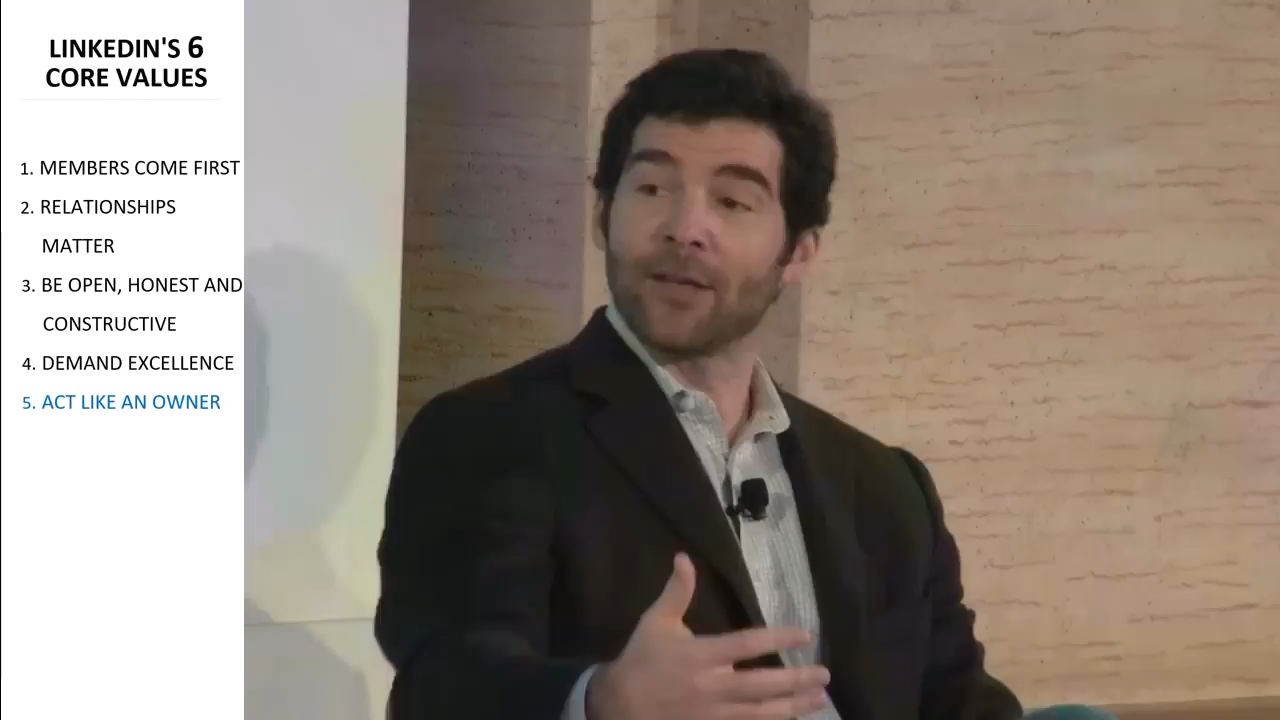 LINKEDIN'S 6
CORE VALUES
1. MEMBERS COME FIRST
2. RELATIONSHIPS
MATTER
3. BE OPEN, HONEST AND
CONSTRUCTIVE
4. DEMAND EXCELLENCE
5. ACT LIKE AN OWNER